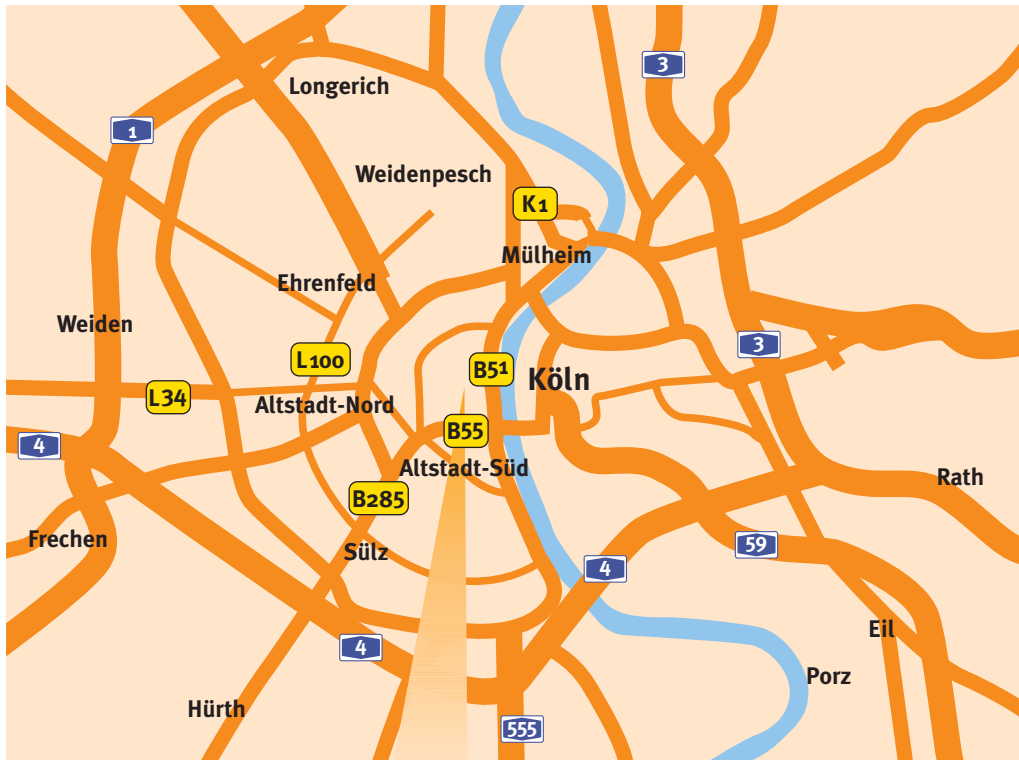 3
Longerich
1
Weidenpesch
K1
Mülheim
Ehrenfeld
Weiden
3
L100
B51
Köln
L34
Altstadt-Nord
B55
4
Altstadt-Süd
Rath
B285
Frechen
59
Sülz
4
Eil
4
Porz
Hürth
555